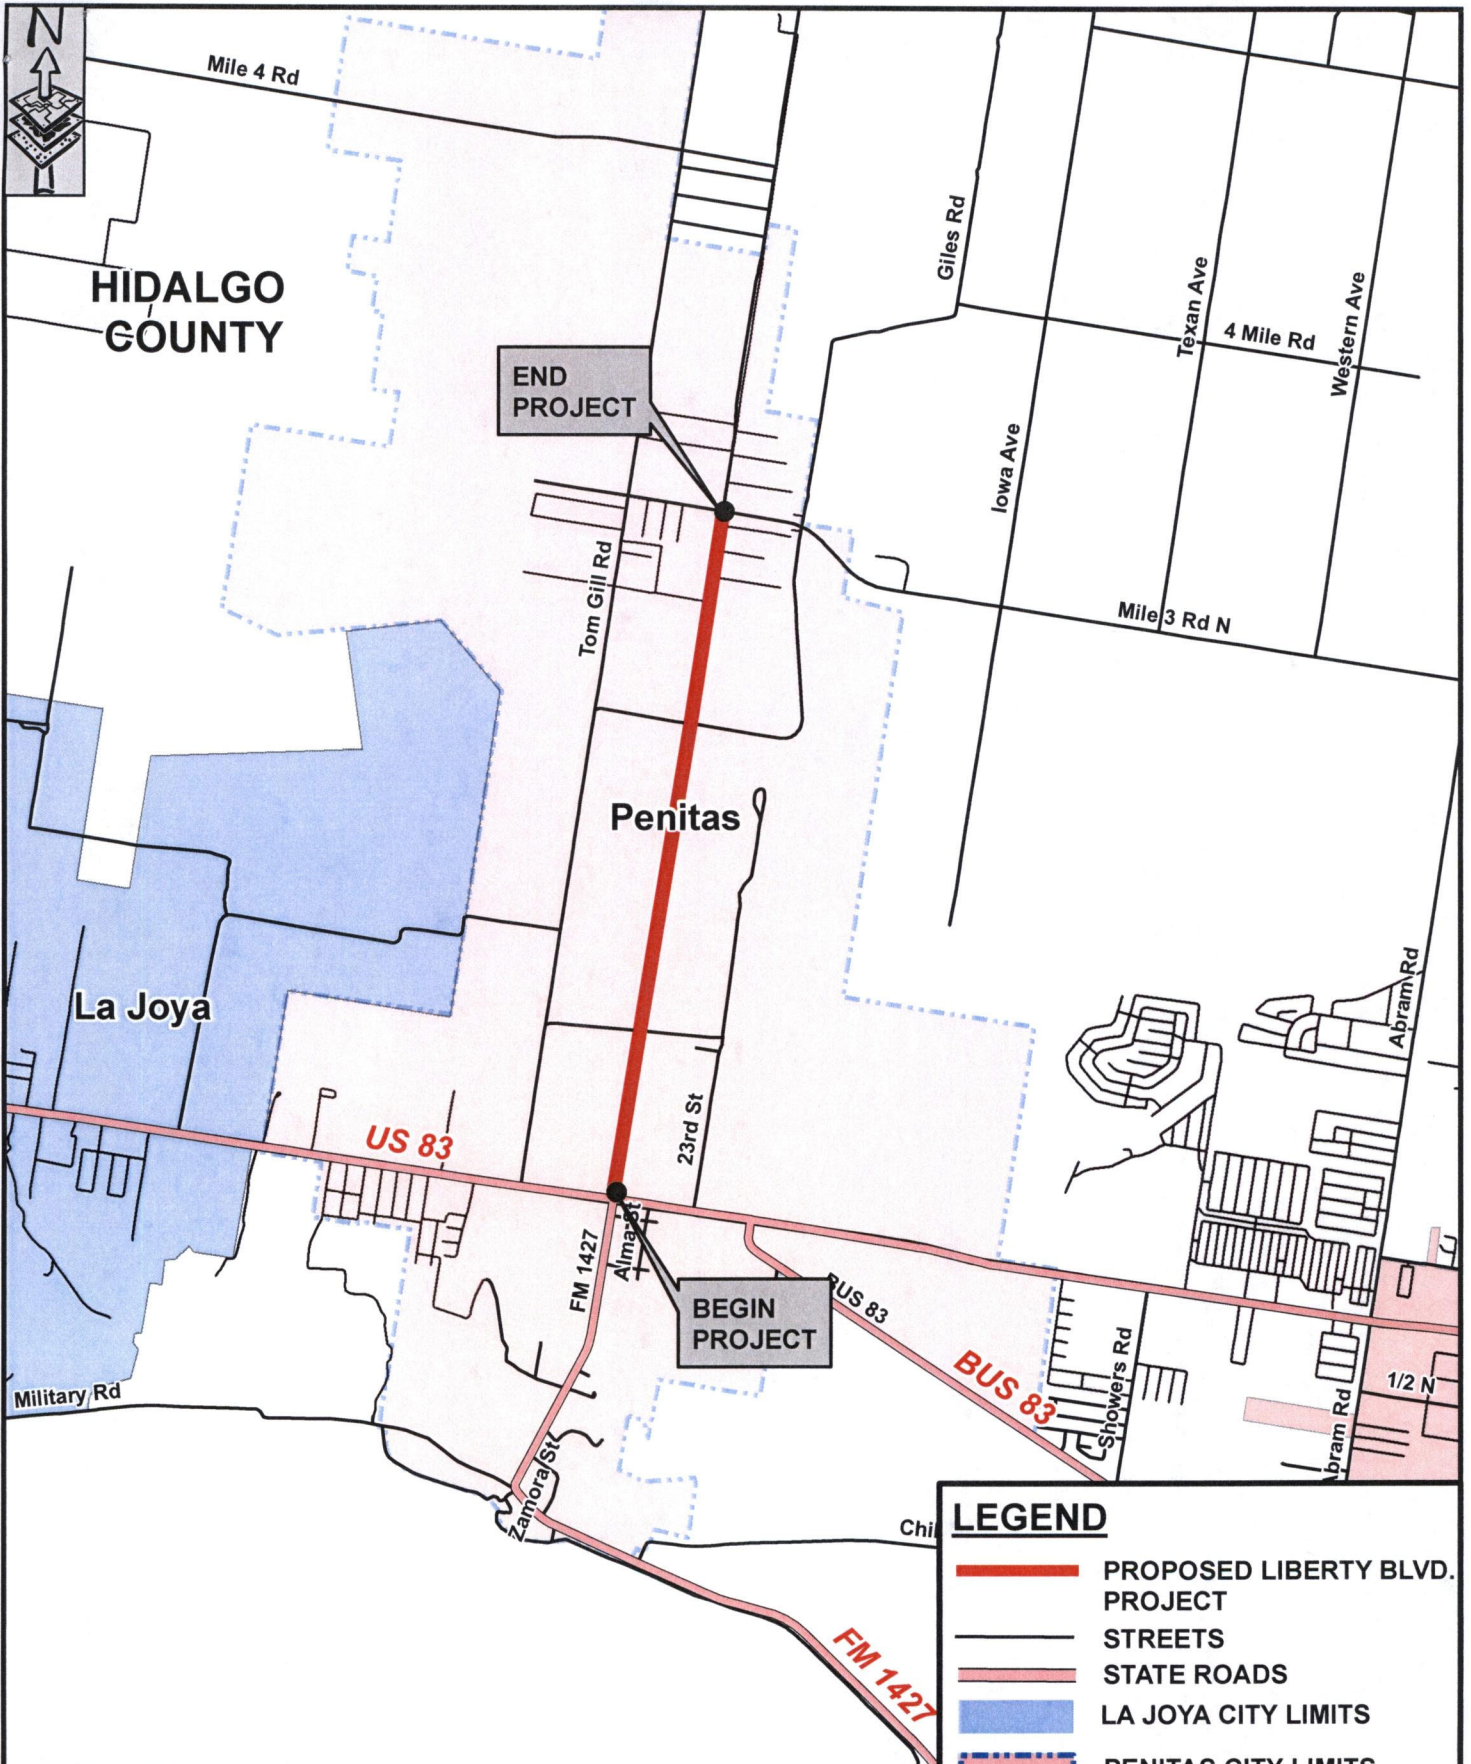 N
Mile 4 Rd
HIDALGO
COUNTY
Giles Rd
Texan Ave
4 Mile Rd
Western Ave
END
PROJECT
Iowa Ave
Tom Gill Rd
Mile 3 Rd N
Penitas
La Joya
Abram Rd
US 83
23rd St
FM 1427
Alma St
BEGIN
PROJECT
BUS 83
BUS 83
Showers Rd
1/2 N
Military Rd
Zamora St
FM 1427
LEGEND
PROPOSED LIBERTY BLVD.
PROJECT
STREETS
STATE ROADS
LA JOYA CITY LIMITS
PENITAS CITY LIMITS